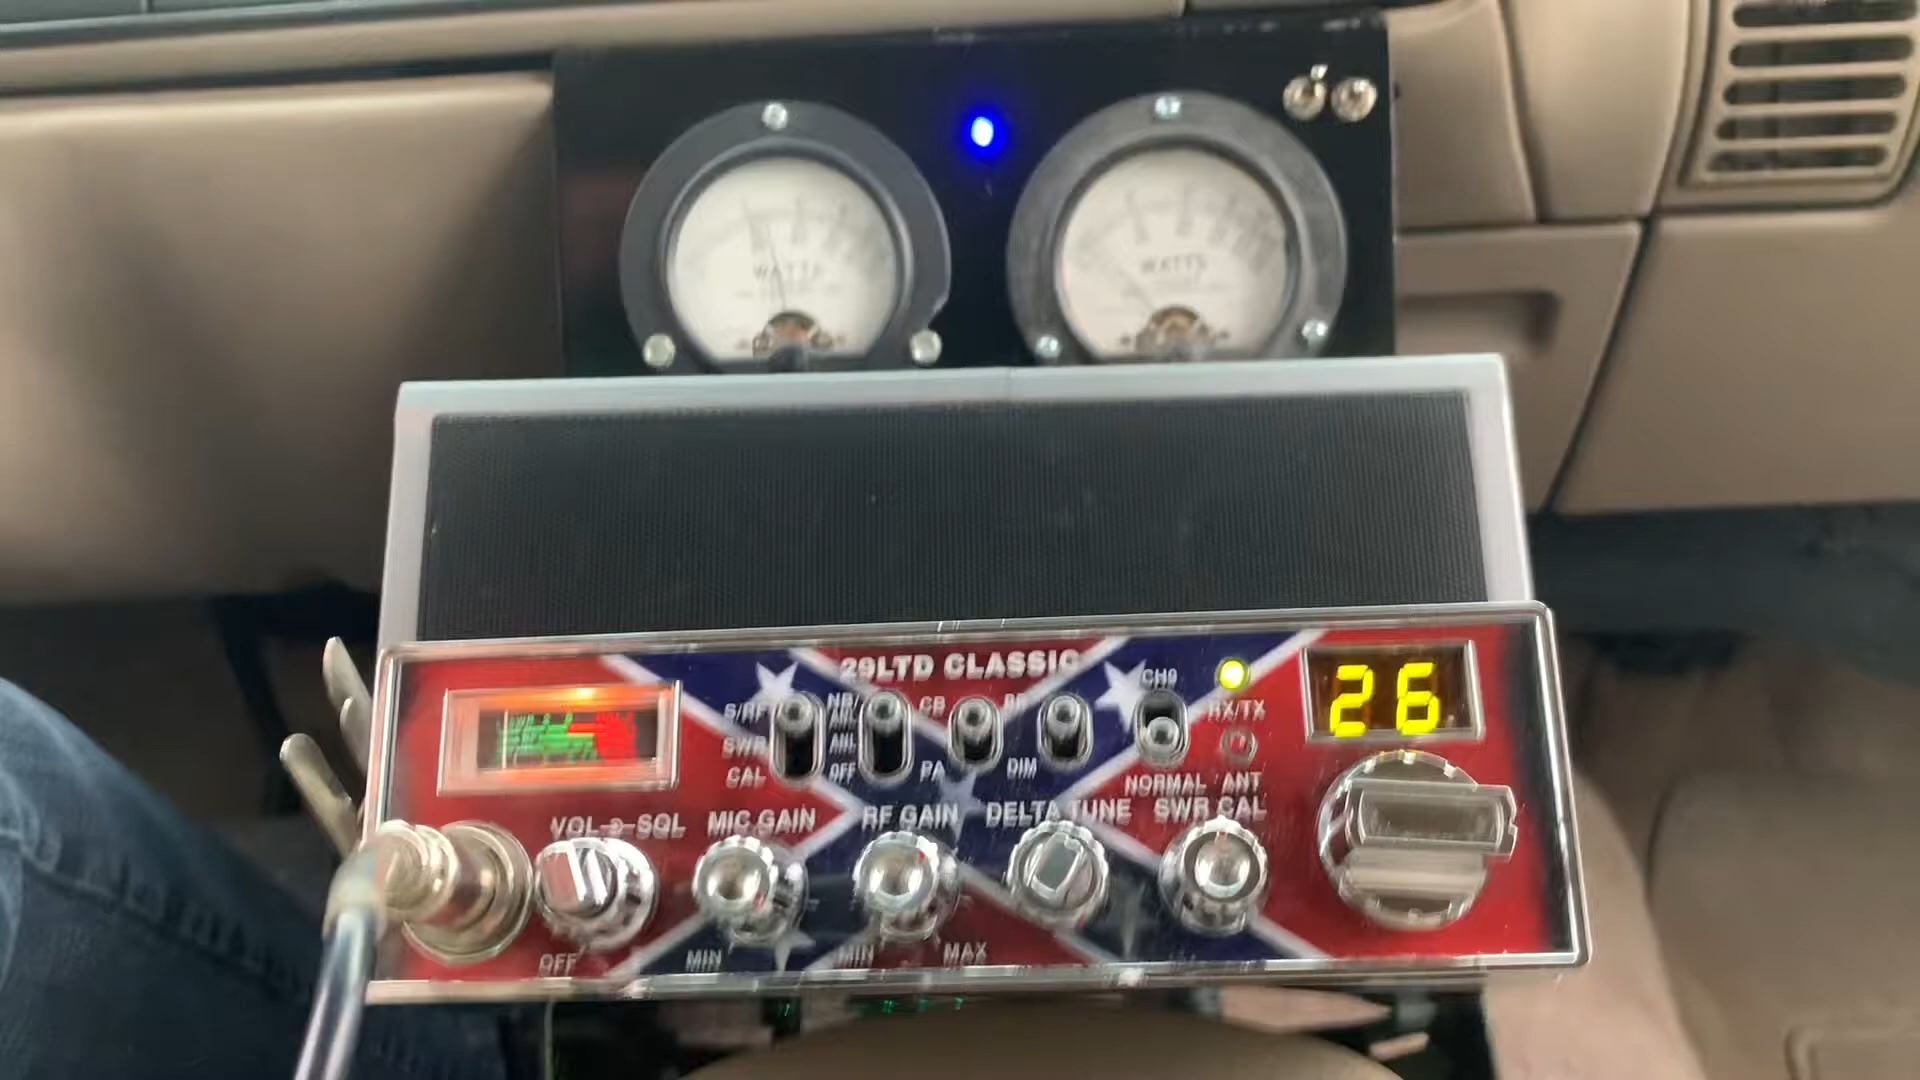 WATTS
WATTS
29LTD CLASSIC
S/RF
SWR
CAL
NB/
ANL
ANL
OFF
CB
PA
DIM
CH9
NORMAL
RX/TX
ANT
26
VOL SQL
MIC GAIN
RF GAIN
DELTA TUNE
SWR CAL
OFF
MIN
MIN
MAX